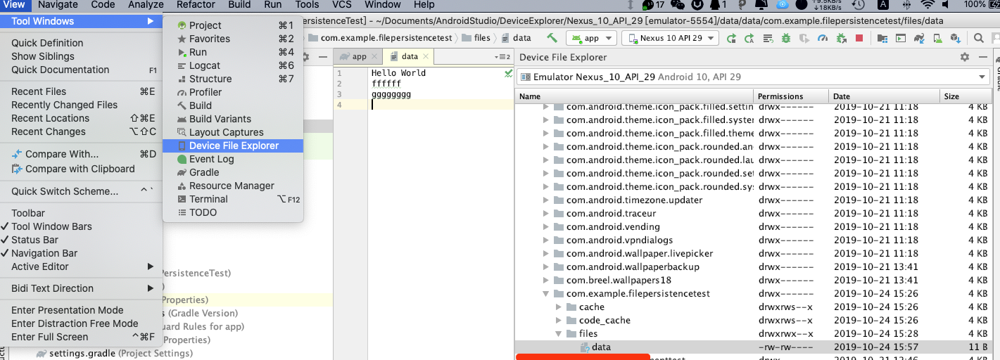 View Navigate Code Analyze Refactor Build Run Tools VCS Window Help 17 19.5KB/s 0KB/s 100%
Tool Windows
Quick Definition
Show Siblings
Quick Documentation F1
Recent Files ⌘E
Recently Changed Files
Recent Locations ⇧⌘E
Recent Changes ⌥⇧C
Compare With... ⌘D
Compare with Clipboard
Quick Switch Scheme... ^ `
Toolbar
Tool Window Bars
Status Bar
Navigation Bar
Active Editor
Bidi Text Direction
Enter Presentation Mode
Enter Distraction Free Mode
Enter Full Screen ^⌘F
Project ⌘1
Favorites ⌘2
Run ⌘4
Logcat ⌘6
Structure ⌘7
Profiler
Build
Build Variants
Layout Captures
Device File Explorer
Event Log
Gradle
Resource Manager
Terminal ⌥F12
TODO
ersistenceTest] - ~/Documents/AndroidStudio/DeviceExplorer/Nexus_10_API_29 [emulator-5554]/data/data/com.example.filepersistencetest/files/data
com.example.filepersistencetest files data app Nexus 10 API 29
app data 2
1 Hello World
2 ffffff
3 gggggggg
4
PersistenceTest)
Properties)
s (Gradle Version)
uard Rules for app)
Properties)
settings.gradle (Project Settings)
Device File Explorer
Emulator Nexus_10_API_29 Android 10, API 29
Name Permissions Date Size
com.android.theme.icon_pack.filled.settin drwx------ 2019-10-21 11:18 4 KB
com.android.theme.icon_pack.filled.system drwx------ 2019-10-21 11:18 4 KB
com.android.theme.icon_pack.filled.theme drwx------ 2019-10-21 11:18 4 KB
com.android.theme.icon_pack.rounded.an drwx------ 2019-10-21 11:18 4 KB
com.android.theme.icon_pack.rounded.lau drwx------ 2019-10-21 11:18 4 KB
com.android.theme.icon_pack.rounded.set drwx------ 2019-10-21 11:18 4 KB
com.android.theme.icon_pack.rounded.sy drwx------ 2019-10-21 11:18 4 KB
com.android.timezone.updater drwx------ 2019-10-21 11:18 4 KB
com.android.traceur drwx------ 2019-10-21 11:18 4 KB
com.android.vending drwx------ 2019-10-21 11:18 4 KB
com.android.vpndialogs drwx------ 2019-10-21 11:18 4 KB
com.android.wallpaper.livepicker drwx------ 2019-10-21 11:18 4 KB
com.android.wallpaperbackup drwx------ 2019-10-21 13:41 4 KB
com.breel.wallpapers18 drwx------ 2019-10-21 13:41 4 KB
com.example.filepersistencetest drwx------ 2019-10-24 15:26 4 KB
cache drwxrws--x 2019-10-24 15:26 4 KB
code_cache drwxrws--x 2019-10-24 15:26 4 KB
files drwxrwx--x 2019-10-24 15:28 4 KB
data -rw-rw---- 2019-10-24 15:57 11 B